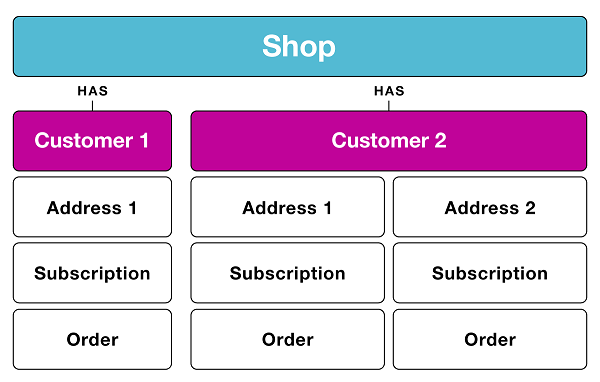 Shop
HAS
HAS
Customer 1
Customer 2
Address 1
Address 1
Address 2
Subscription
Subscription
Subscription
Order
Order
Order